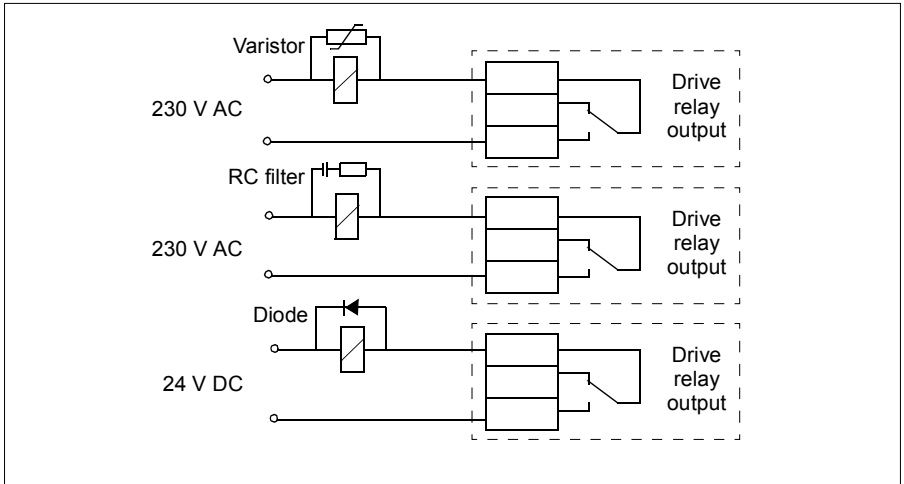 Varistor
230 V AC
Drive
relay
output
RC filter
230 V AC
Drive
relay
output
Diode
24 V DC
Drive
relay
output